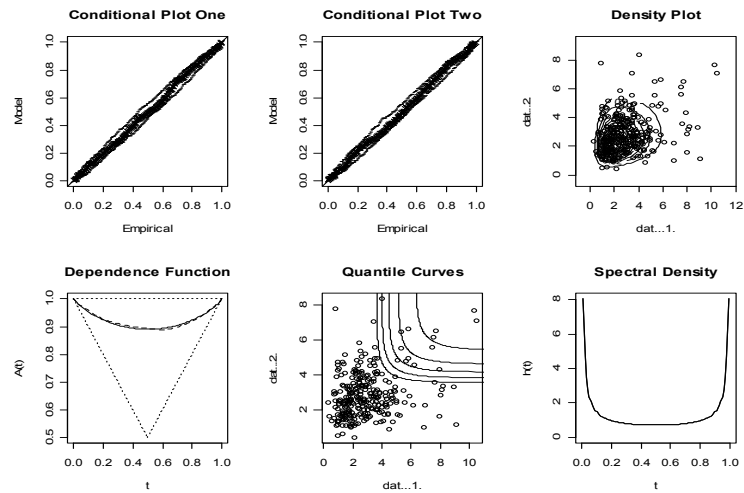 Conditional Plot One
Model
0.0 0.2 0.4 0.6 0.8 1.0
0.0 0.2 0.4 0.6 0.8 1.0
Empirical
Conditional Plot Two
Model
0.0 0.2 0.4 0.6 0.8 1.0
0.0 0.2 0.4 0.6 0.8 1.0
Empirical
Density Plot
dat...2.
0 2 4 6 8
0 2 4 6 8 10 12
dat...1.
Dependence Function
A(t)
0.5 0.6 0.7 0.8 0.9 1.0
0.0 0.2 0.4 0.6 0.8 1.0
t
Quantile Curves
dat...2.
2 4 6 8
0 2 4 6 8 10
dat...1.
Spectral Density
h(t)
0 2 4 6 8
0.0 0.2 0.4 0.6 0.8 1.0
t